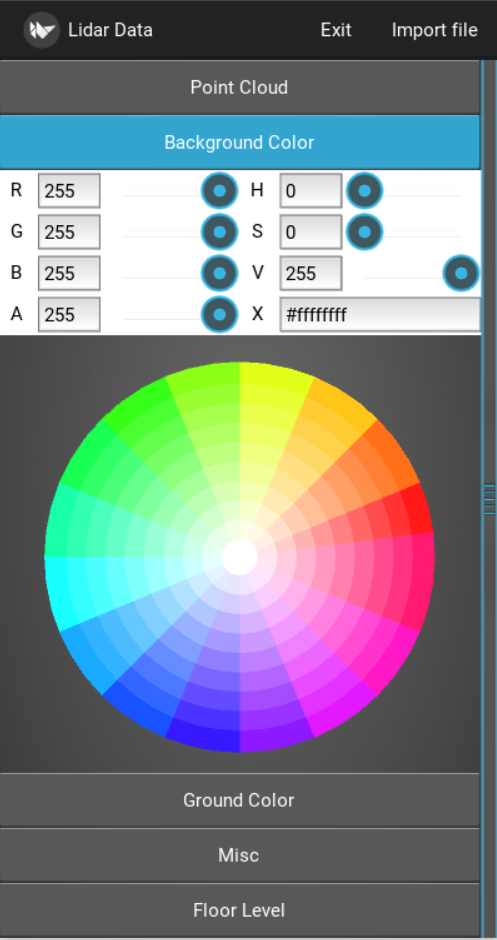 Lidar Data Exit Import file
Point Cloud
Background Color
R 255 H 0
G 255 S 0
B 255 V 255
A 255 X #ffffffff
Ground Color
Misc
Floor Level